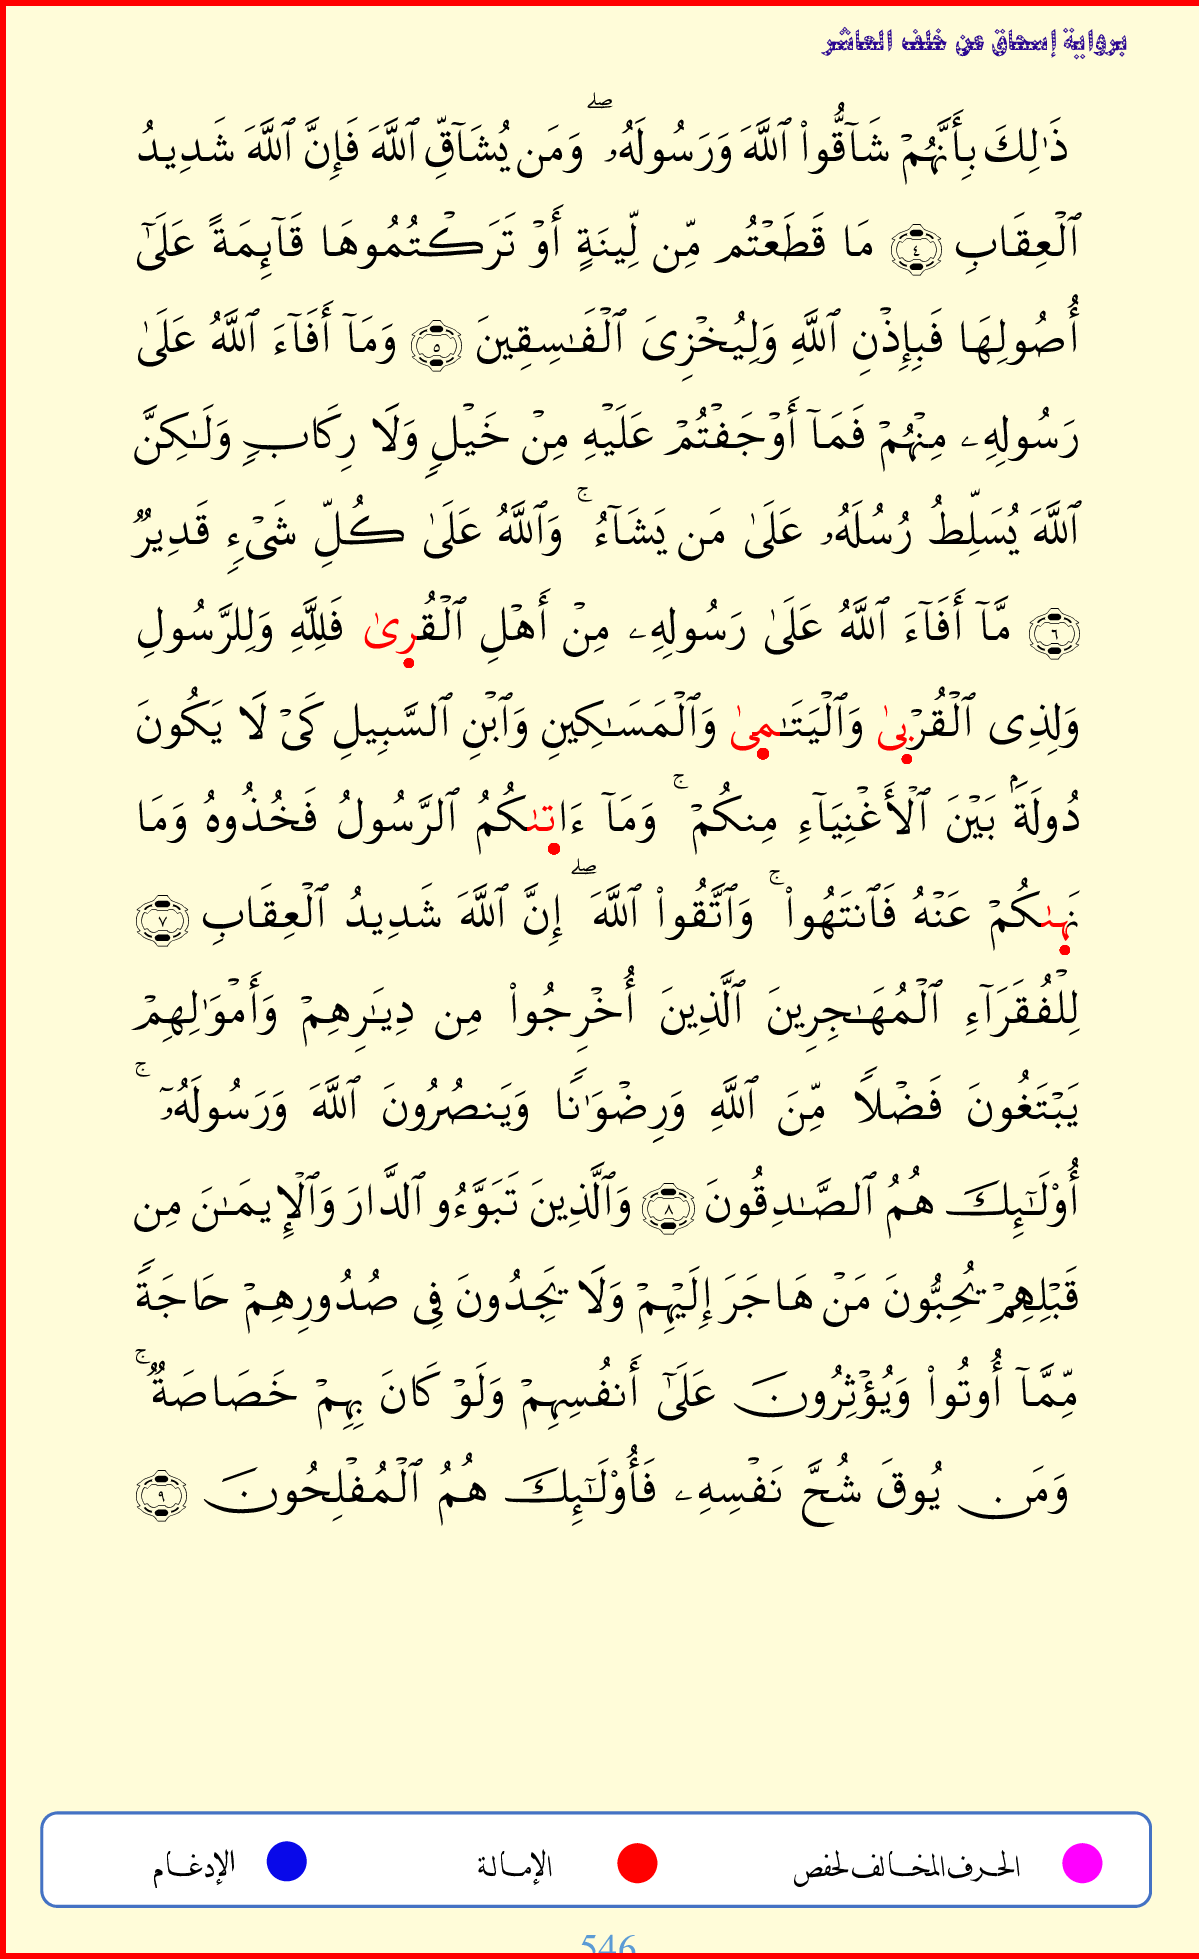 برواية إسحاق عن خلف العاشر
ذَٰلِكَ بِأَنَّهُمۡ شَآقُّواْ ٱللَّهَ وَرَسُولَهُۥۖ وَمَن يُشَآقِّ ٱللَّهَ فَإِنَّ ٱللَّهَ شَدِيدُ
ٱلۡعِقَابِ ٤ مَا قَطَعۡتُم مِّن لِّينَةٍ أَوۡ تَرَكۡتُمُوهَا قَآئِمَةً عَلَىٰٓ
أُصُولِهَا فَبِإِذۡنِ ٱللَّهِ وَلِيُخۡزِىَ ٱلۡفَـٰسِقِينَ ٥ وَمَآ أَفَآءَ ٱللَّهُ عَلَىٰ
رَسُولِهِۦ مِنۡهُمۡ فَمَآ أَوۡجَفۡتُمۡ عَلَيۡهِ مِنۡ خَيۡلٍ وَلَا رِكَابٍ وَلَـٰكِنَّ
ٱللَّهَ يُسَلِّطُ رُسُلَهُۥ عَلَىٰ مَن يَشَآءُۚ وَٱللَّهُ عَلَىٰ كُلِّ شَىۡءٍ قَدِيرٌ
٦ مَّآ أَفَآءَ ٱللَّهُ عَلَىٰ رَسُولِهِۦ مِنۡ أَهۡلِ ٱلۡقُرىٰ فَلِلَّهِ وَلِلرَّسُولِ
وَلِذِى ٱلۡقُرۡبىٰ وَٱلۡيَتَـٰمىٰ وَٱلۡمَسَـٰكِينِ وَٱبۡنِ ٱلسَّبِيلِ كَىۡ لَا يَكُونَ
دُولَةَۢ بَيۡنَ ٱلۡأَغۡنِيَآءِ مِنكُمۡۚ وَمَآ ءَاتىٰكُمُ ٱلرَّسُولُ فَخُذُوهُ وَمَا
نَهىٰكُمۡ عَنۡهُ فَٱنتَهُواْۚ وَٱتَّقُواْ ٱللَّهَۖ إِنَّ ٱللَّهَ شَدِيدُ ٱلۡعِقَابِ ٧
لِلۡفُقَرَآءِ ٱلۡمُهَـٰجِرِينَ ٱلَّذِينَ أُخۡرِجُواْ مِن دِيَـٰرِهِمۡ وَأَمۡوَٰلِهِمۡ
يَبۡتَغُونَ فَضۡلًا مِّنَ ٱللَّهِ وَرِضۡوَٰنًا وَيَنصُرُونَ ٱللَّهَ وَرَسُولَهُۥٓۚ
أُوْلَـٰٓئِكَ هُمُ ٱلصَّـٰدِقُونَ ٨ وَٱلَّذِينَ تَبَوَّءُو ٱلدَّارَ وَٱلۡإِيمَـٰنَ مِن
قَبۡلِهِمۡ يُحِبُّونَ مَنۡ هَاجَرَ إِلَيۡهِمۡ وَلَا يَجِدُونَ فِى صُدُورِهِمۡ حَاجَةً
مِّمَّآ أُوتُواْ وَيُؤۡثِرُونَ عَلَىٰٓ أَنفُسِهِمۡ وَلَوۡ كَانَ بِهِمۡ خَصَاصَةٌۚ
وَمَن يُوقَ شُحَّ نَفۡسِهِۦ فَأُوْلَـٰٓئِكَ هُمُ ٱلۡمُفۡلِحُونَ ٩
الحرف المخالف لحفص الإمالة الإدغام
546